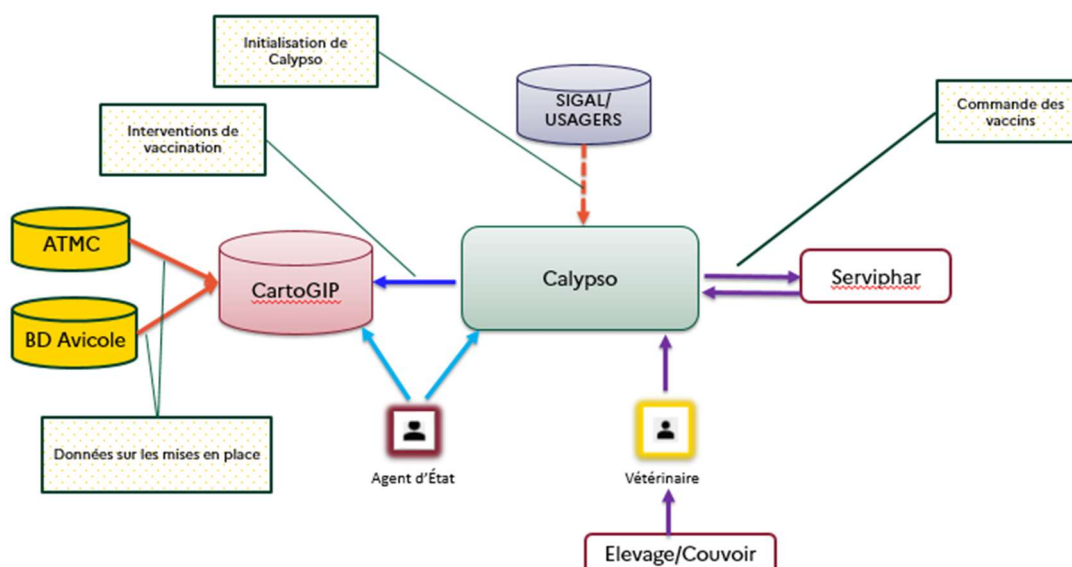 Initialisation de
Calypso
SIGAL/
USAGERS
Commande des
vaccins
Interventions de
vaccination
ATMC
CartoGIP
Calypso
Serviphar
BD Avicole
Données sur les mises en place
Agent d'État
Vétérinaire
Elevage/Couvoir